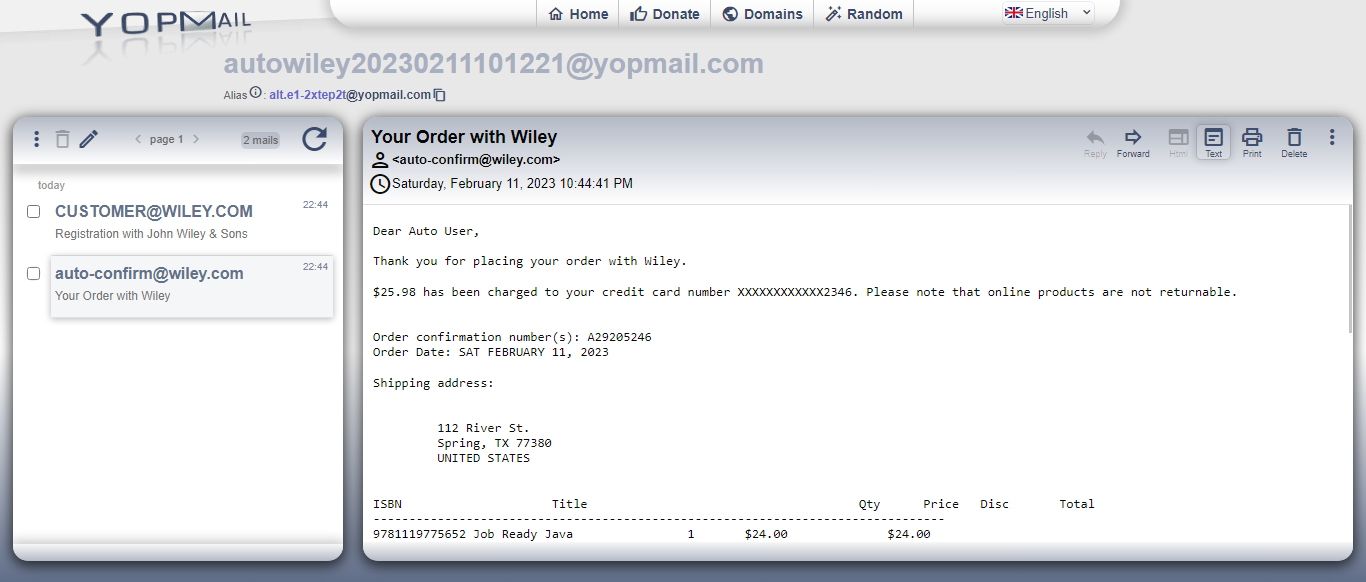 YOPMAIL
Home Donate Domains Random
English
autowiley20230211101221@yopmail.com
Alias : alt.e1-2xtep2t@yopmail.com
page 1
2 mails
today
CUSTOMER@WILEY.COM 22:44
Registration with John Wiley & Sons
auto-confirm@wiley.com 22:44
Your Order with Wiley
Your Order with Wiley
<auto-confirm@wiley.com>
Saturday, February 11, 2023 10:44:41 PM
Reply Forward Html Text Print Delete
Dear Auto User,
Thank you for placing your order with Wiley.
$25.98 has been charged to your credit card number XXXXXXXXXXXX2346. Please note that online products are not returnable.
Order confirmation number(s): A29205246
Order Date: SAT FEBRUARY 11, 2023
Shipping address:
112 River St.
Spring, TX 77380
UNITED STATES
ISBN Title Qty Price Disc Total
--------------------------------------------------------------------------------
9781119775652 Job Ready Java 1 $24.00 $24.00